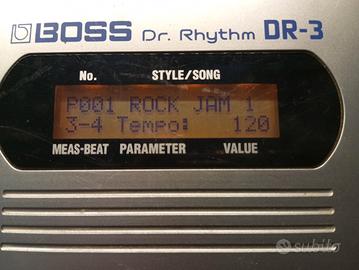 BOSS Dr. Rhythm DR-3
No. STYLE/SONG
P001 ROCK JAM 1
3-4 Tempo: 120
MEAS-BEAT PARAMETER VALUE
subito